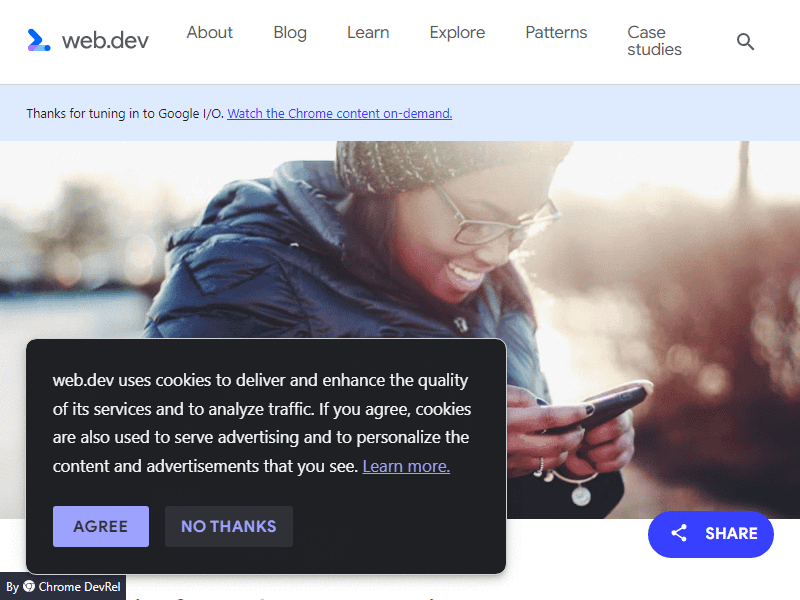 web.dev
About
Blog
Learn
Explore
Patterns
Case
studies
Thanks for tuning in to Google I/O. Watch the Chrome content on-demand.
web.dev uses cookies to deliver and enhance the quality
of its services and to analyze traffic. If you agree, cookies
are also used to serve advertising and to personalize the
content and advertisements that you see. Learn more.
AGREE
NO THANKS
SHARE
By Chrome DevRel